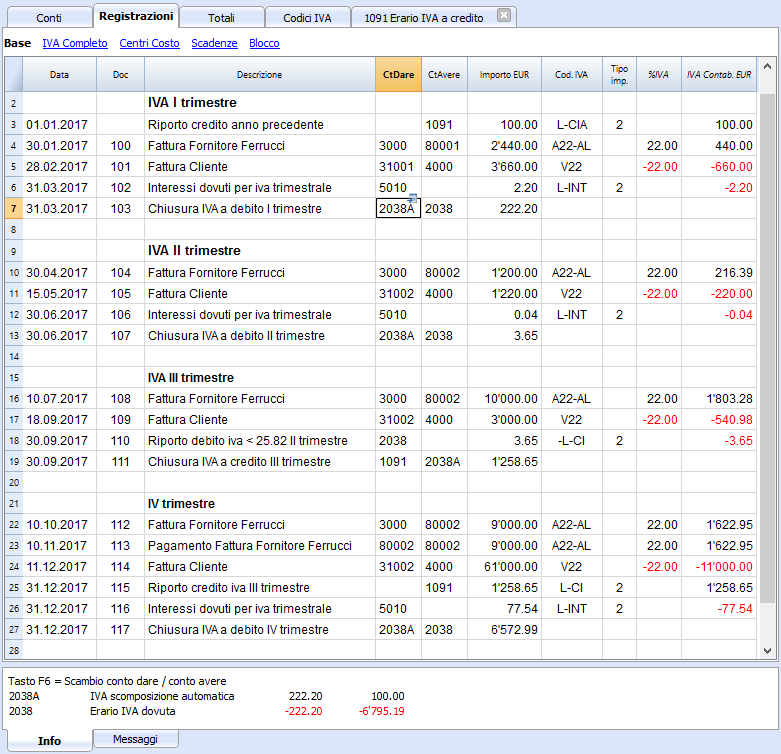 Conti Registrazioni Totali Codici IVA 1091 Erario IVA a credito
Base IVA Completo Centri Costo Scadenze Blocco
Data Doc Descrizione CtDare CtAvere Importo EUR Cod. IVA Tipo imp. %IVA IVA Contab. EUR
2 IVA I trimestre
3 01.01.2017 Riporto credito anno precedente 1091 100.00 L-CIA 2 100.00
4 30.01.2017 100 Fattura Fornitore Ferrucci 3000 80001 2'440.00 A22-AL 22.00 440.00
5 28.02.2017 101 Fattura Cliente 31001 4000 3'660.00 V22 -22.00 -660.00
6 31.03.2017 102 Interessi dovuti per iva trimestrale 5010 2.20 L-INT 2 -2.20
7 31.03.2017 103 Chiusura IVA a debito I trimestre 2038A 2038 222.20
8
9 IVA II trimestre
10 30.04.2017 104 Fattura Fornitore Ferrucci 3000 80002 1'200.00 A22-AL 22.00 216.39
11 15.05.2017 105 Fattura Cliente 31002 4000 1'220.00 V22 -22.00 -220.00
12 30.06.2017 106 Interessi dovuti per iva trimestrale 5010 0.04 L-INT 2 -0.04
13 30.06.2017 107 Chiusura IVA a debito II trimestre 2038A 2038 3.65
14
15 IVA III trimestre
16 10.07.2017 108 Fattura Fornitore Ferrucci 3000 80002 10'000.00 A22-AL 22.00 1'803.28
17 18.09.2017 109 Fattura Cliente 31002 4000 3'000.00 V22 -22.00 -540.98
18 30.09.2017 110 Riporto debito iva < 25.82 II trimestre 2038 3.65 -L-CI 2 -3.65
19 30.09.2017 111 Chiusura IVA a credito III trimestre 1091 2038A 1'258.65
20
21 IV trimestre
22 10.10.2017 112 Fattura Fornitore Ferrucci 3000 80002 9'000.00 A22-AL 22.00 1'622.95
23 10.11.2017 113 Pagamento Fattura Fornitore Ferrucci 80002 80002 9'000.00 A22-AL 22.00 1'622.95
24 11.12.2017 114 Fattura Cliente 31002 4000 61'000.00 V22 -22.00 -11'000.00
25 31.12.2017 115 Riporto credito iva III trimestre 1091 1'258.65 L-CI 2 1'258.65
26 31.12.2017 116 Interessi dovuti per iva trimestrale 5010 77.54 L-INT 2 -77.54
27 31.12.2017 117 Chiusura IVA a debito IV trimestre 2038A 2038 6'572.99
28
Tasto F6 = Scambio conto dare / conto avere
2038A IVA scomposizione automatica 222.20 100.00
2038 Erario IVA dovuta -222.20 -6'795.19
Info Messaggi